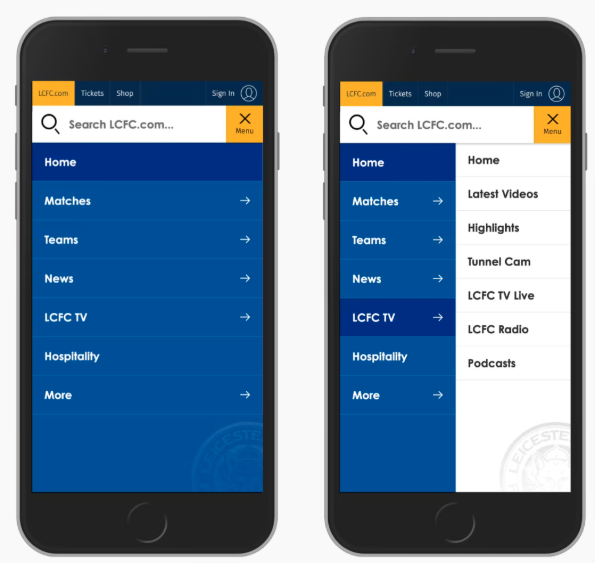 LCFC.com Tickets Shop Sign In
Search LCFC.com...
Menu
Home
Matches
Teams
News
LCFC TV
Hospitality
More
LEICESTE
LCFC.com Tickets Shop Sign In
Search LCFC.com...
Menu
Home
Matches
Teams
News
LCFC TV
Hospitality
More
Home
Latest Videos
Highlights
Tunnel Cam
LCFC TV Live
LCFC Radio
Podcasts
LEICESTE